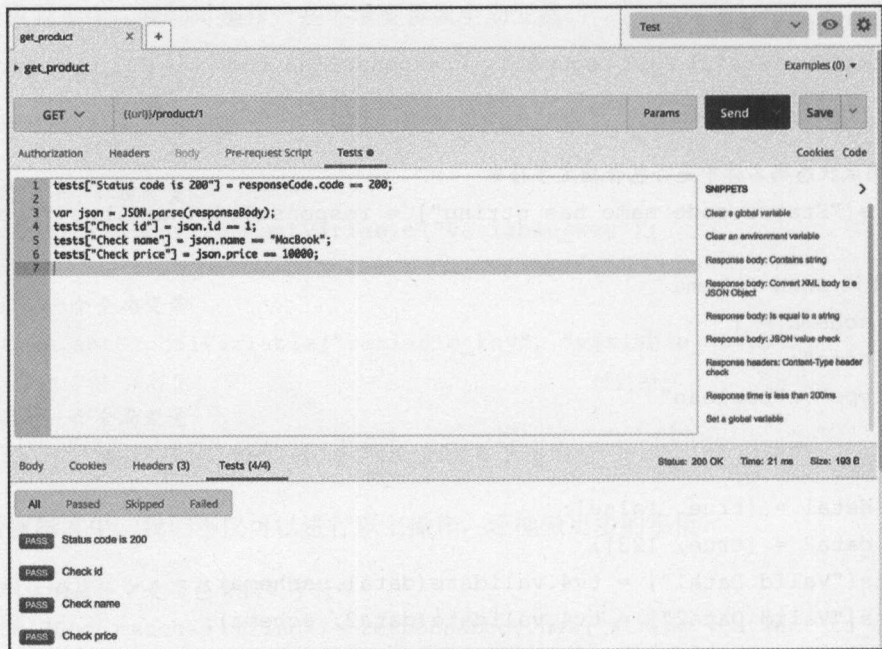 get_product × +
Test
get_product
Examples (0)
GET {{url}}/product/1 Params Send Save
Authorization Headers Body Pre-request Script Tests Cookies Code
1 tests["Status code is 200"] = responseCode.code == 200;
2
3 var json = JSON.parse(responseBody);
4 tests["Check id"] = json.id == 1;
5 tests["Check name"] = json.name == "MacBook";
6 tests["Check price"] = json.price == 10000;
7
SNIPPETS
Clear a global variable
Clear an environment variable
Response body: Contains string
Response body: Convert XML body to a
JSON Object
Response body: Is equal to a string
Response body: JSON value check
Response headers: Content-Type header
check
Response time is less than 200ms
Set a global variable
Body Cookies Headers (3) Tests (4/4) Status: 200 OK Time: 21 ms Size: 193 B
All Passed Skipped Failed
PASS Status code is 200
PASS Check id
PASS Check name
PASS Check price